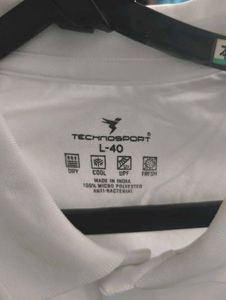 TECHNOSPORT
L-40
DRY COOL UPF FRESH
MADE IN INDIA
100% MICRO POLYESTER
ANTI-BACTERIAL